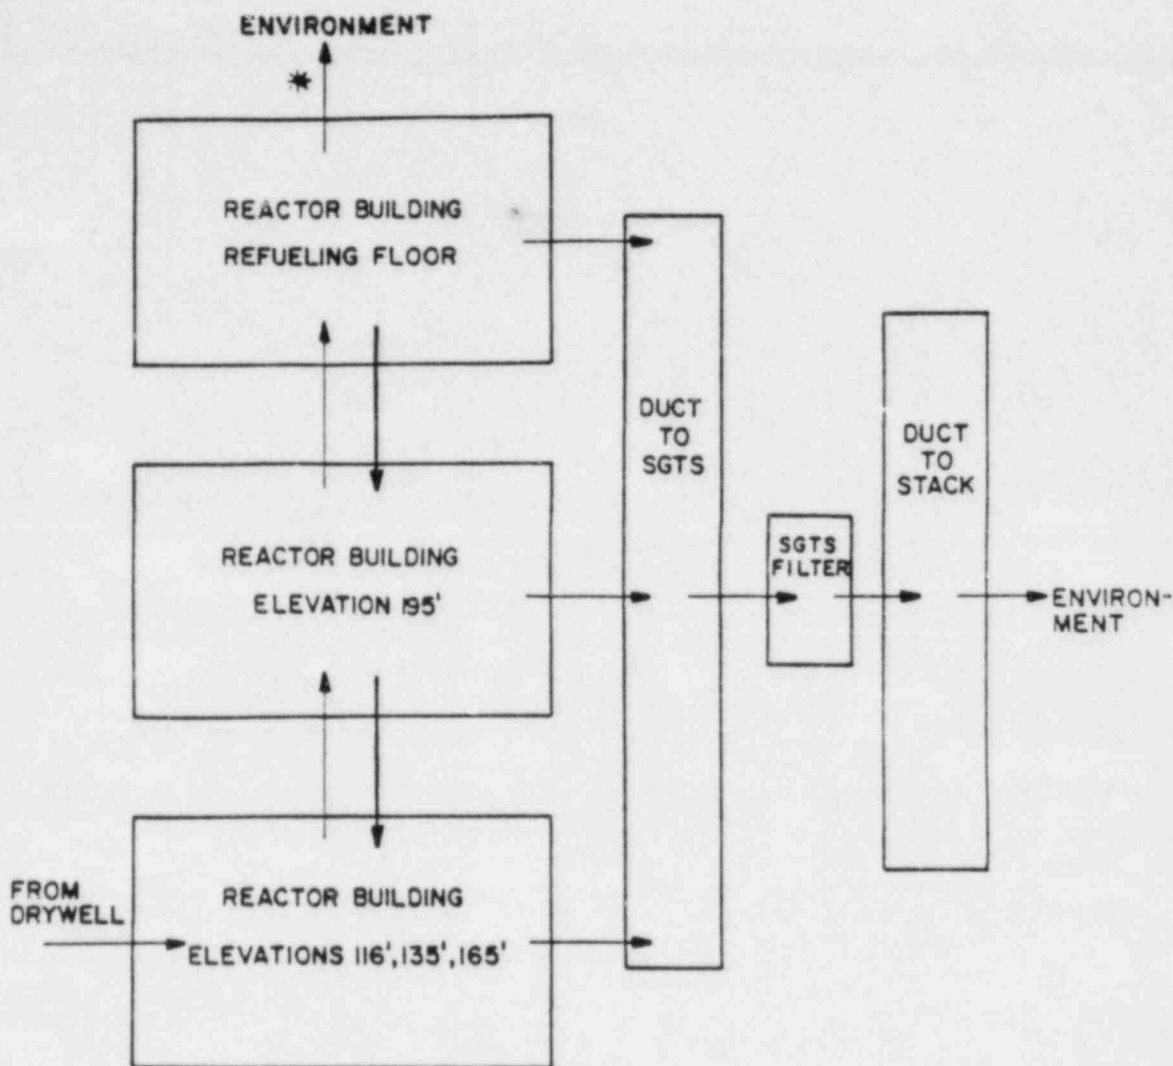 ENVIRONMENT
*
REACTOR BUILDING
REFUELING FLOOR
DUCT
TO
SGTS
DUCT
TO
STACK
REACTOR BUILDING
ELEVATION 195'
SGTS
FILTER
ENVIRON-
MENT
FROM
DRYWELL
REACTOR BUILDING
ELEVATIONS 116', 135', 165'